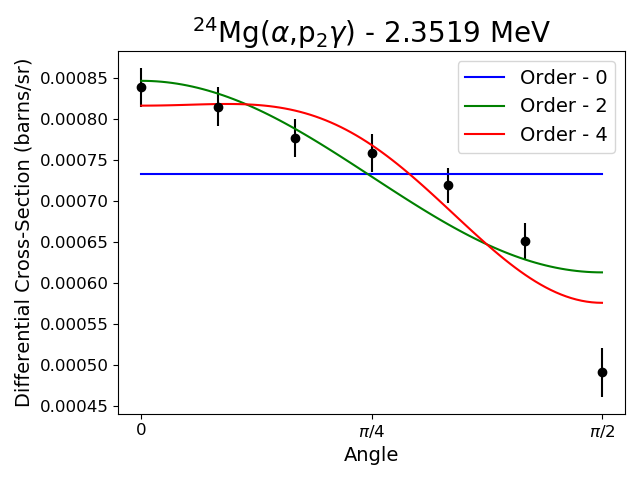 ²⁴Mg(α,p₂γ) - 2.3519 MeV
Order - 0
Order - 2
Order - 4
Differential Cross-Section (barns/sr)
0.00085
0.00080
0.00075
0.00070
0.00065
0.00060
0.00055
0.00050
0.00045
0 π/4 π/2
Angle